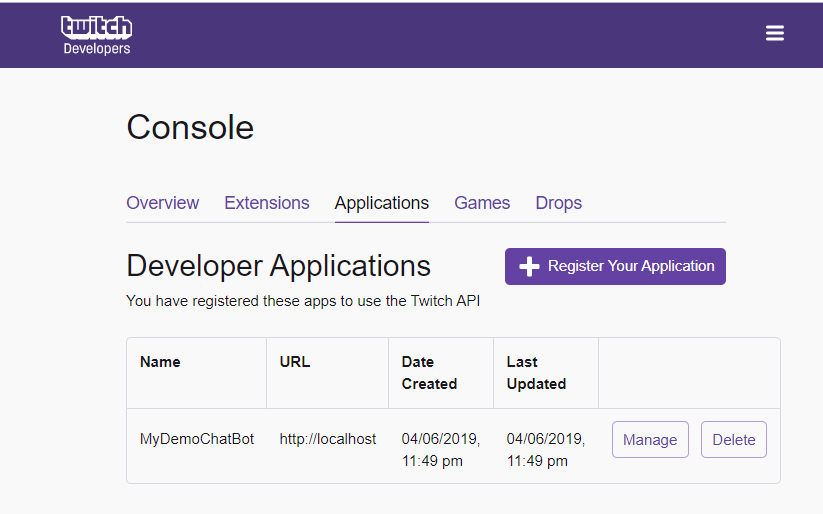 twitch
Developers
Console
Overview Extensions Applications Games Drops
Developer Applications
Register Your Application
You have registered these apps to use the Twitch API
Name URL Date Created Last Updated
MyDemoChatBot http://localhost 04/06/2019, 11:49 pm 04/06/2019, 11:49 pm Manage Delete